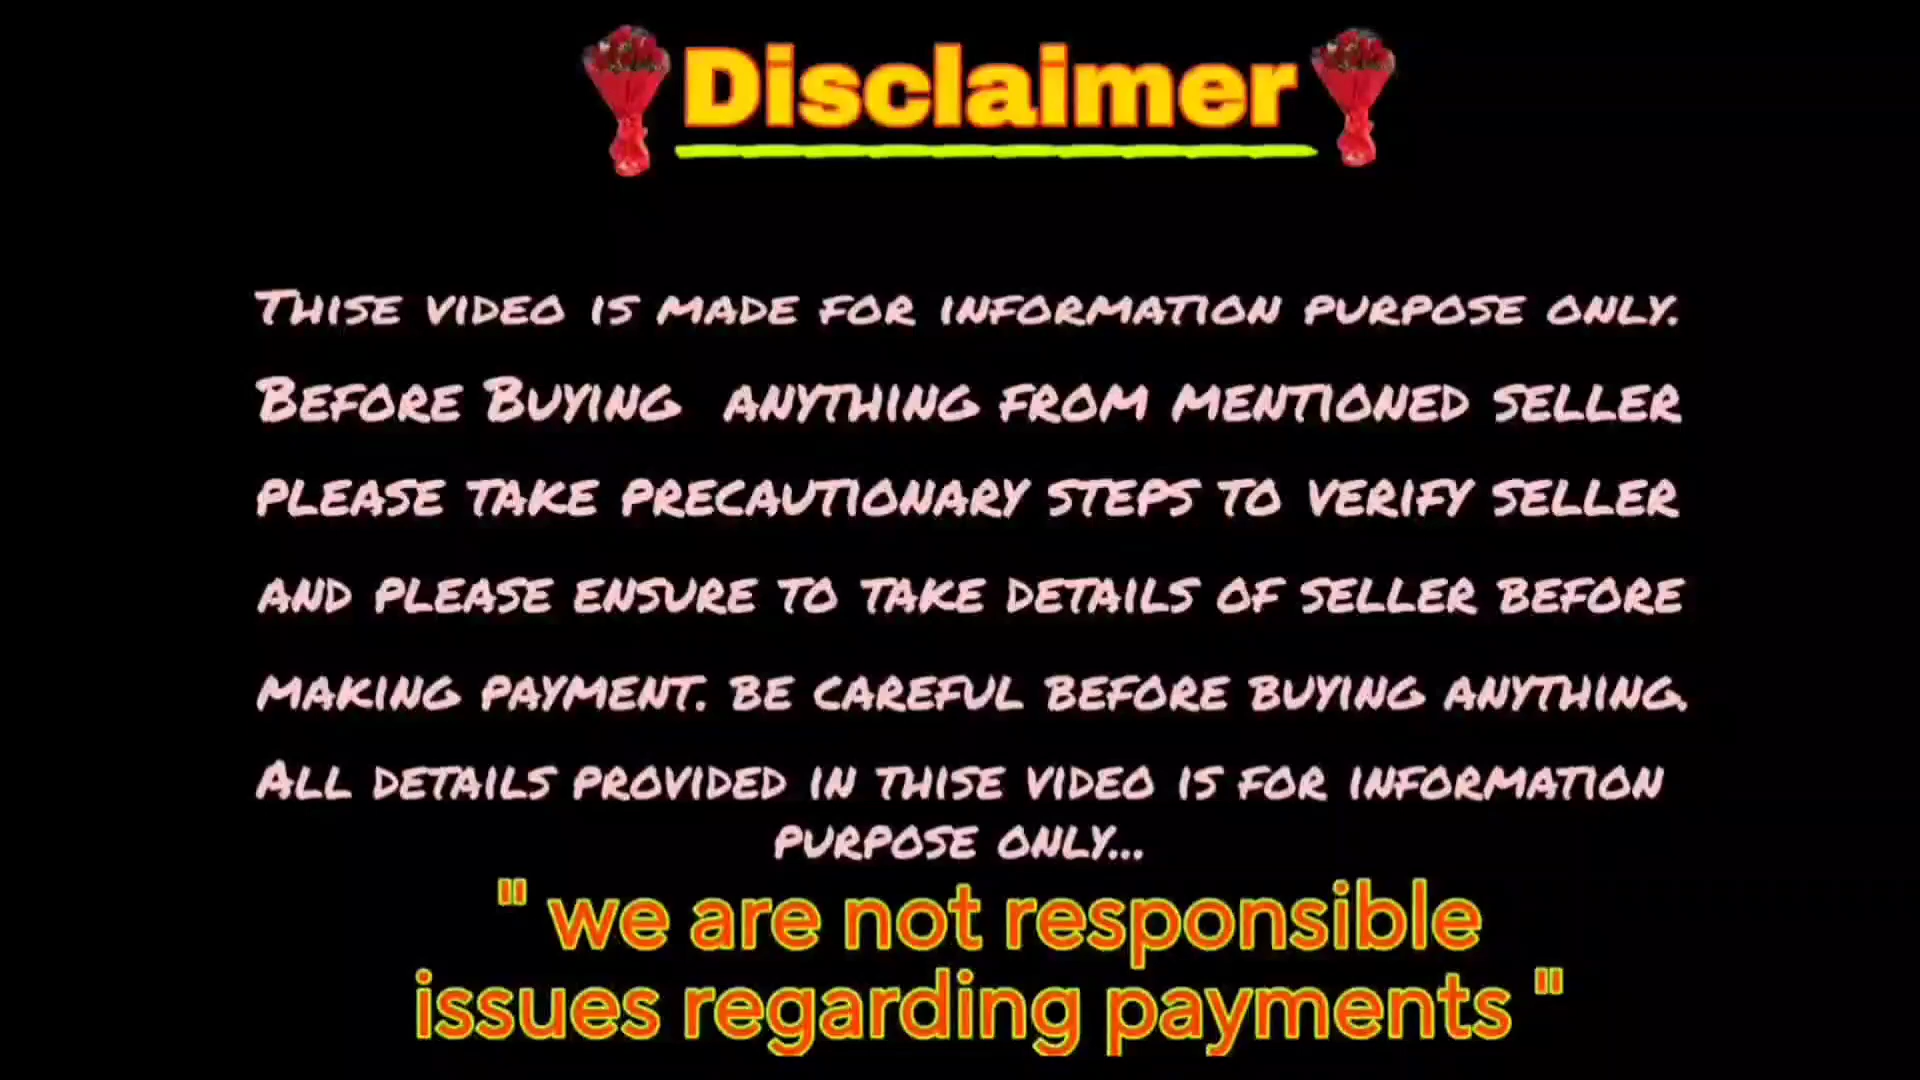 Disclaimer
Thise video is made for information purpose only.
Before Buying anything from mentioned seller
please take precautionary steps to verify seller
and please ensure to take details of seller before
making payment. be careful before buying anything.
All details provided in thise video is for information
purpose only...
" we are not responsible
issues regarding payments "